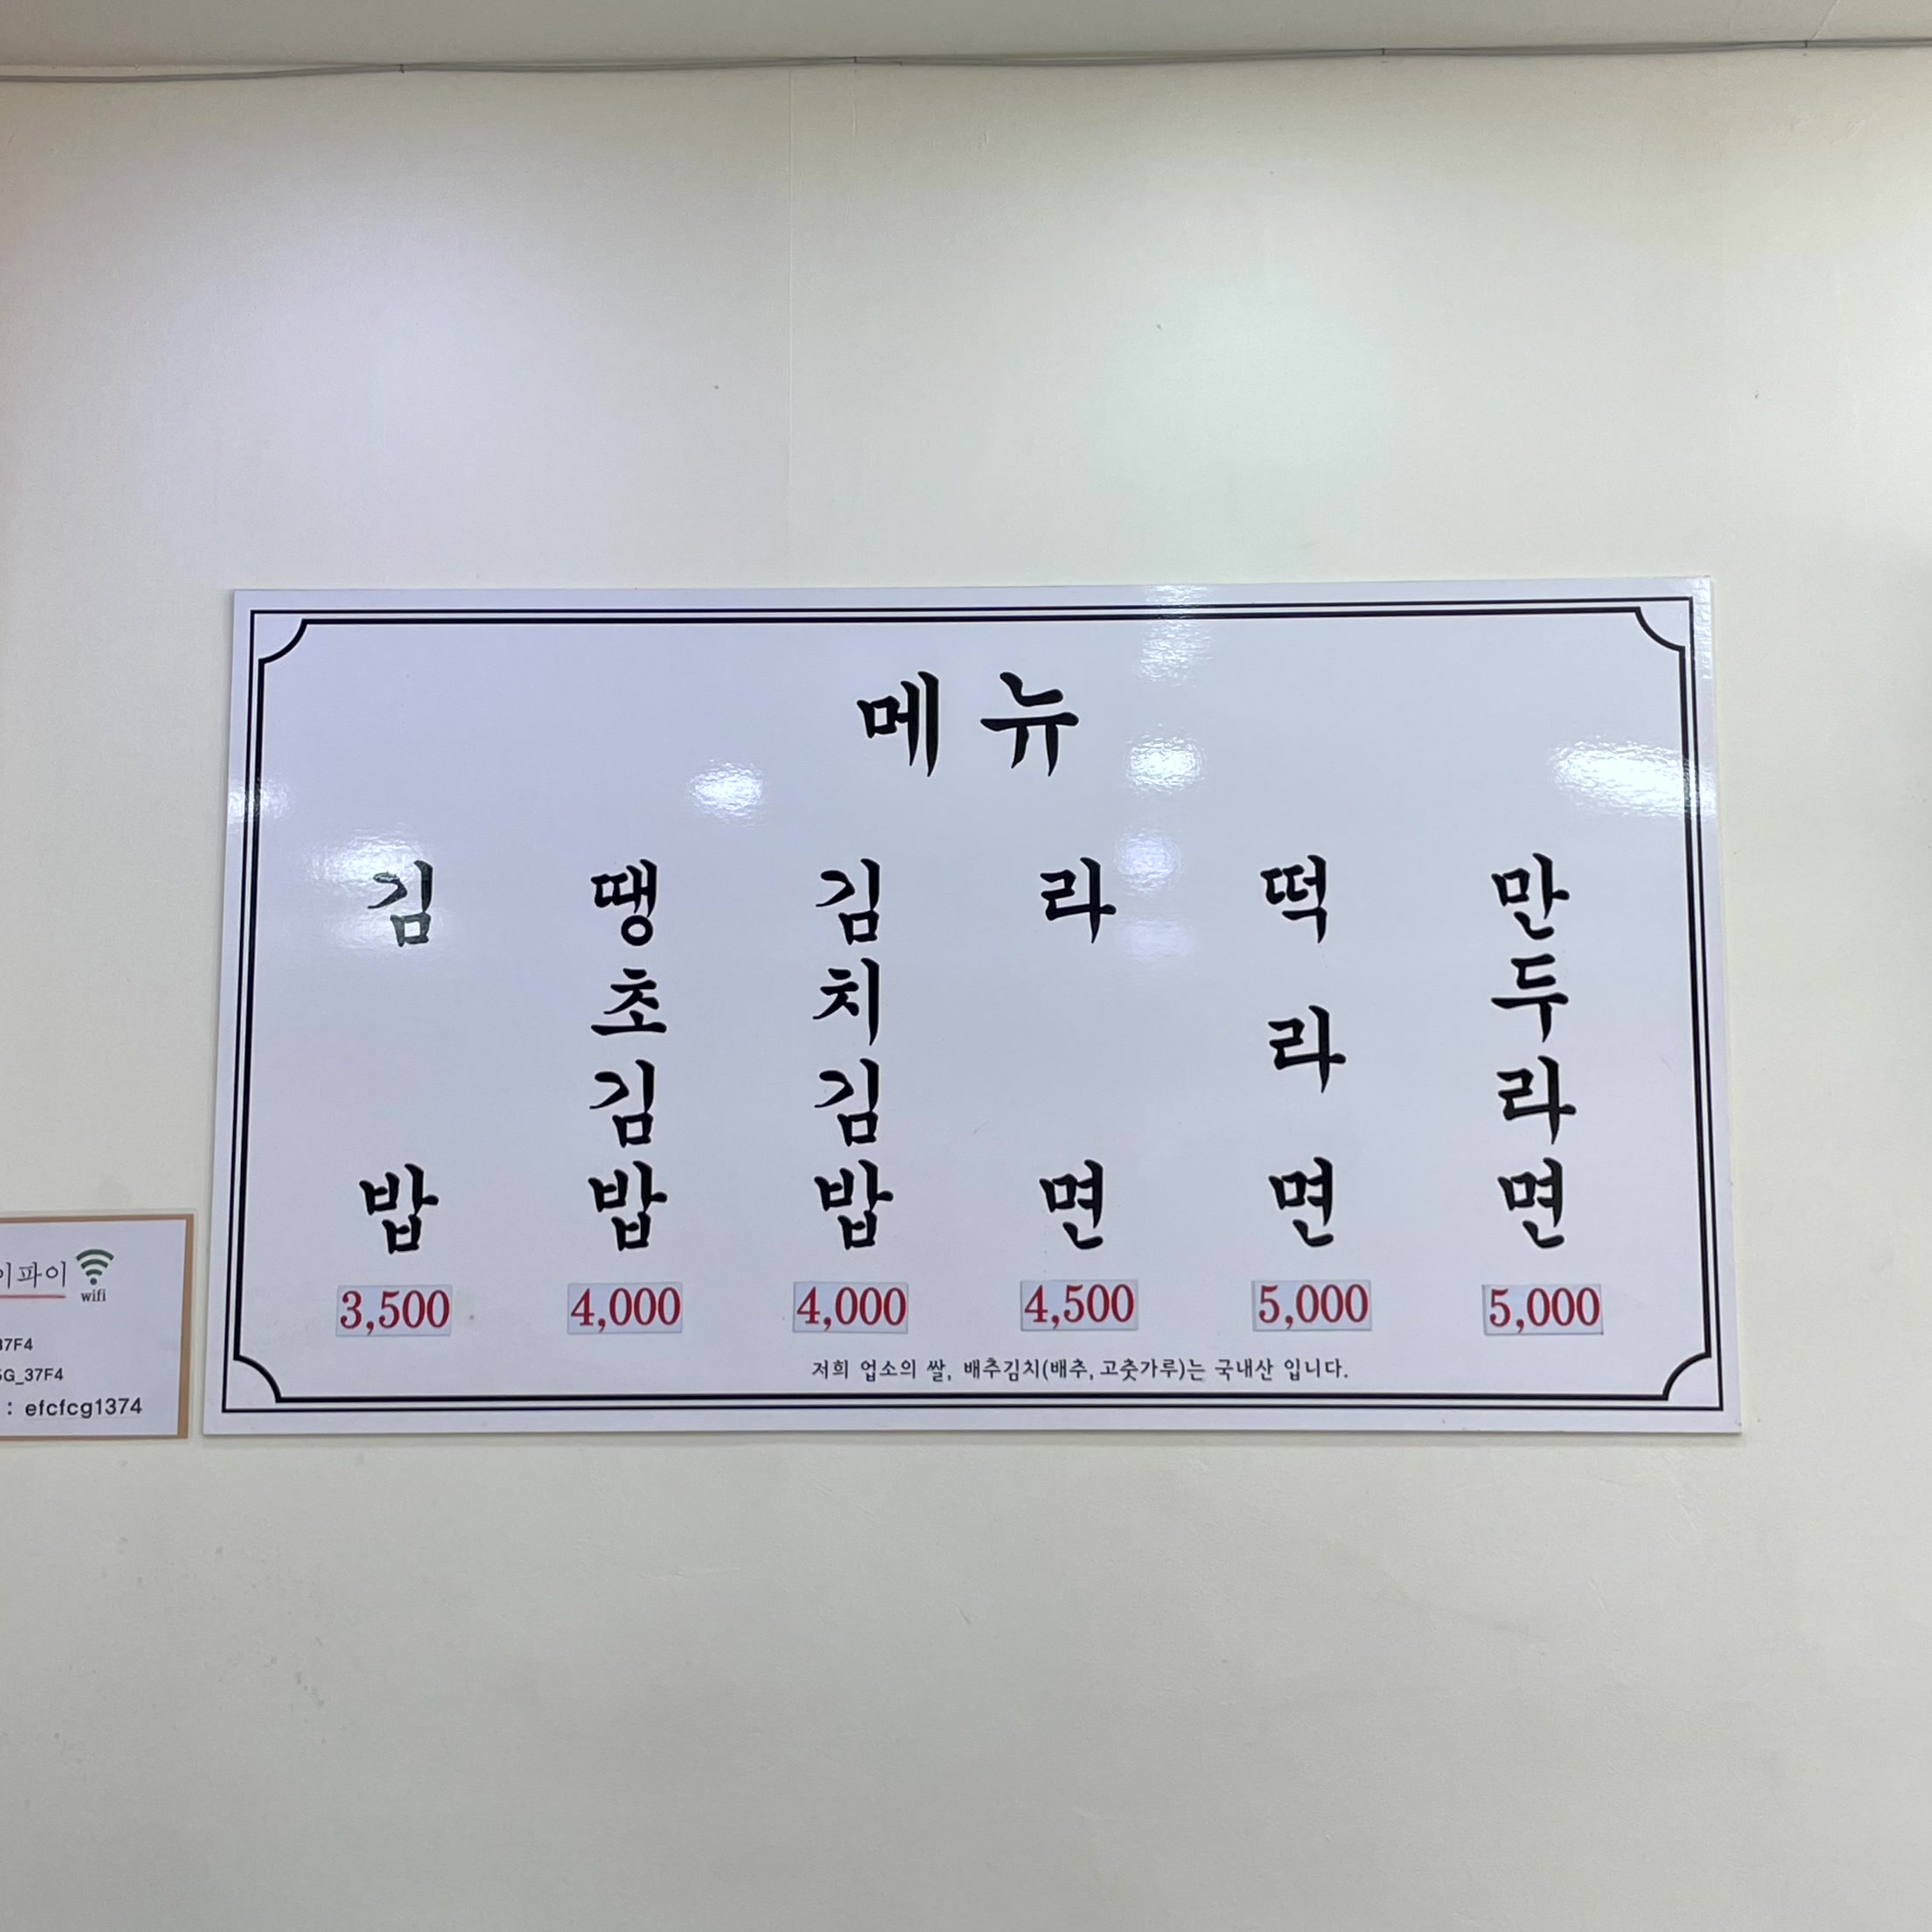 메뉴
김밥
3,500
땡초김밥
4,000
김치김밥
4,000
라면
4,500
떡라면
5,000
만두라면
5,000
저희 업소의 쌀, 배추김치(배추, 고춧가루)는 국내산 입니다.
이파이
wifi
37F4
5G_37F4
: efcfcg1374